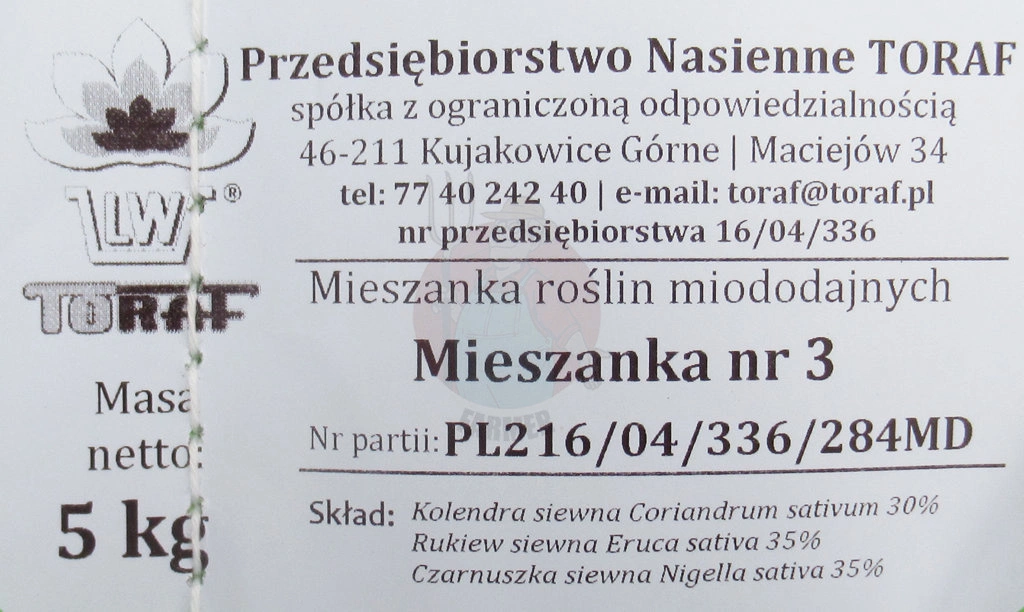 Przedsiębiorstwo Nasienne TORAF
spółka z ograniczoną odpowiedzialnością
46-211 Kujakowice Górne | Maciejów 34
tel: 77 40 242 40 | e-mail: toraf@toraf.pl
nr przedsiębiorstwa 16/04/336
LW®
TORAF
Mieszanka roślin miododajnych
Mieszanka nr 3
FARMER
Nr partii: PL216/04/336/284MD
Masa
netto:
5 kg
Skład: Kolendra siewna Coriandrum sativum 30%
Rukiew siewna Eruca sativa 35%
Czarnuszka siewna Nigella sativa 35%